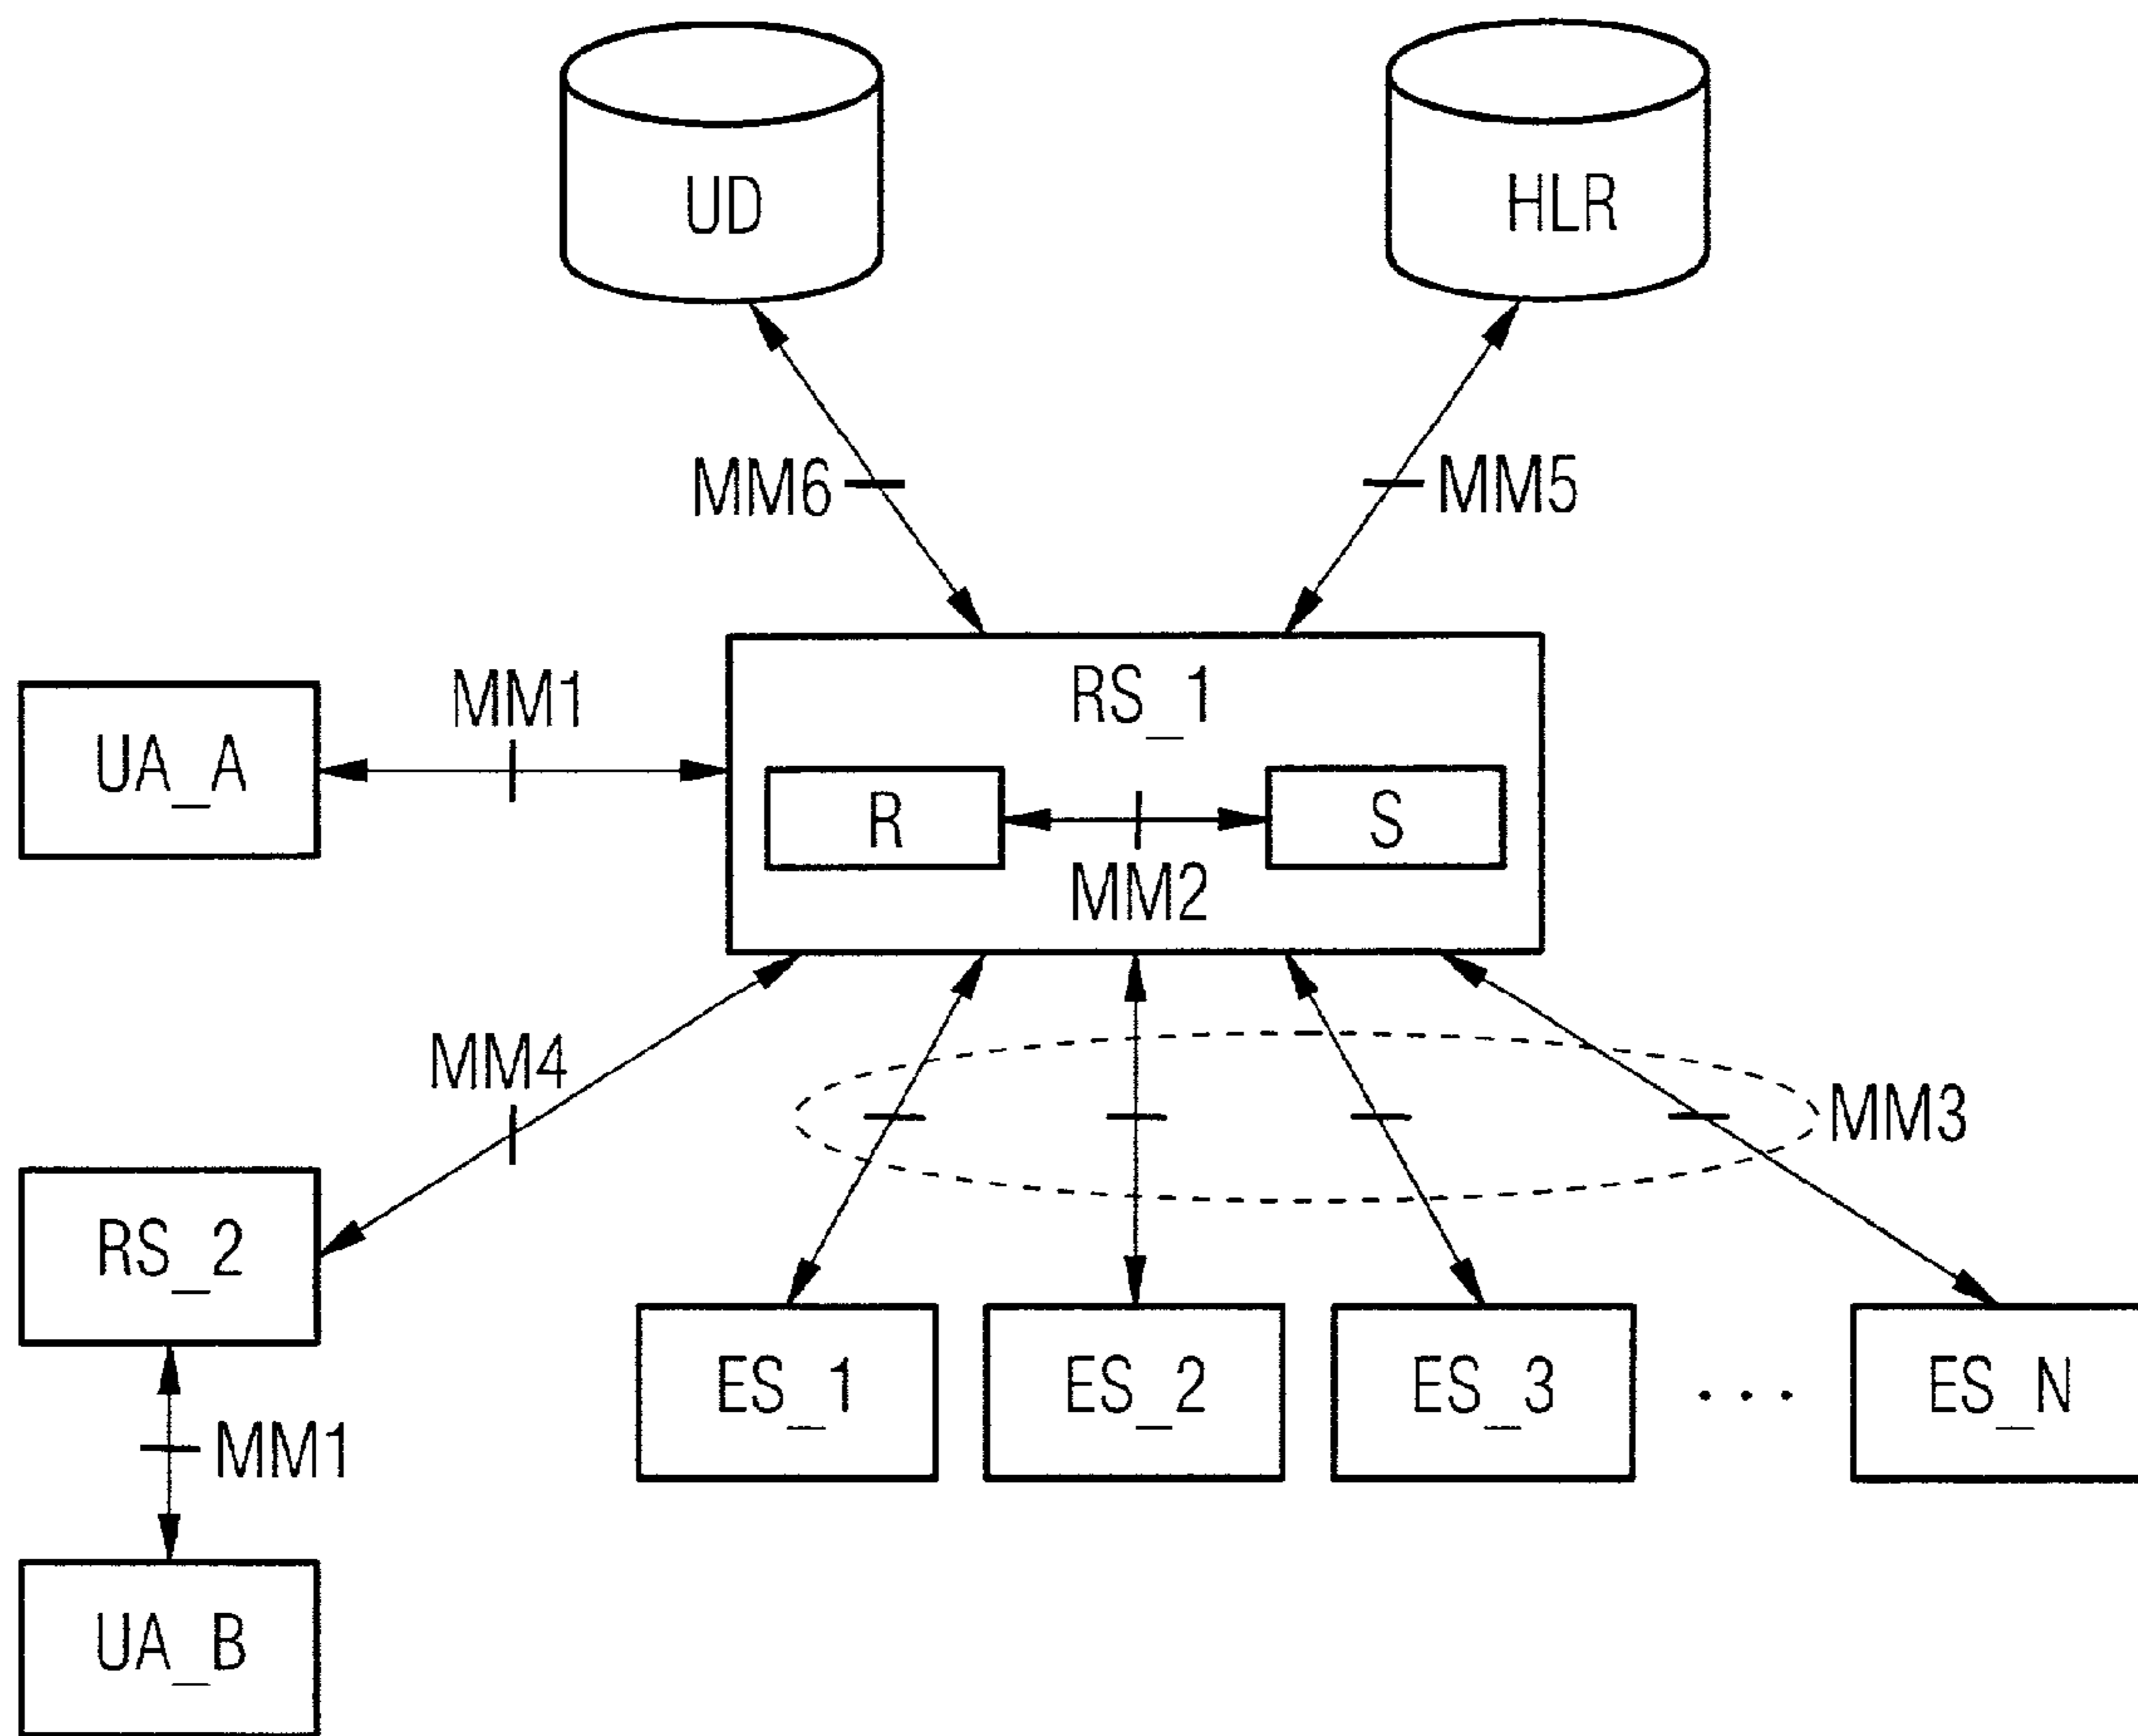 UD
HLR
MM6
MM5
MM1
RS_1
UA_A
R
S
MM2
MM4
MM3
RS_2
ES_1
ES_2
ES_3
...
ES_N
MM1
UA_B